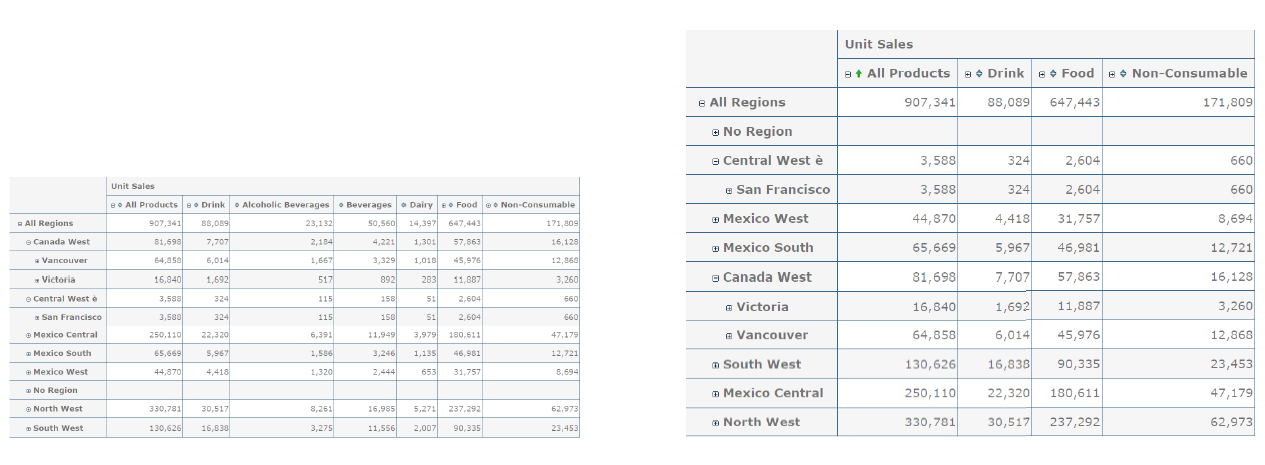 Unit Sales
All Products Drink Alcoholic Beverages Beverages Dairy Food Non-Consumable
All Regions 907,341 88,089 23,132 50,560 14,397 647,443 171,809
Canada West 81,698 7,707 2,184 4,221 1,301 57,863 16,128
Vancouver 64,858 6,014 1,667 3,329 1,018 45,976 12,868
Victoria 16,840 1,692 517 892 283 11,887 3,260
Central West è 3,588 324 115 158 51 2,604 660
San Francisco 3,588 324 115 158 51 2,604 660
Mexico Central 250,110 22,320 6,391 11,949 3,979 180,611 47,179
Mexico South 65,669 5,967 1,586 3,246 1,135 46,981 12,721
Mexico West 44,870 4,418 1,320 2,444 653 31,757 8,694
No Region
North West 330,781 30,517 8,261 16,985 5,271 237,292 62,973
South West 130,626 16,838 3,275 11,556 2,007 90,335 23,453
Unit Sales
All Products Drink Food Non-Consumable
All Regions 907,341 88,089 647,443 171,809
No Region
Central West è 3,588 324 2,604 660
San Francisco 3,588 324 2,604 660
Mexico West 44,870 4,418 31,757 8,694
Mexico South 65,669 5,967 46,981 12,721
Canada West 81,698 7,707 57,863 16,128
Victoria 16,840 1,692 11,887 3,260
Vancouver 64,858 6,014 45,976 12,868
South West 130,626 16,838 90,335 23,453
Mexico Central 250,110 22,320 180,611 47,179
North West 330,781 30,517 237,292 62,973